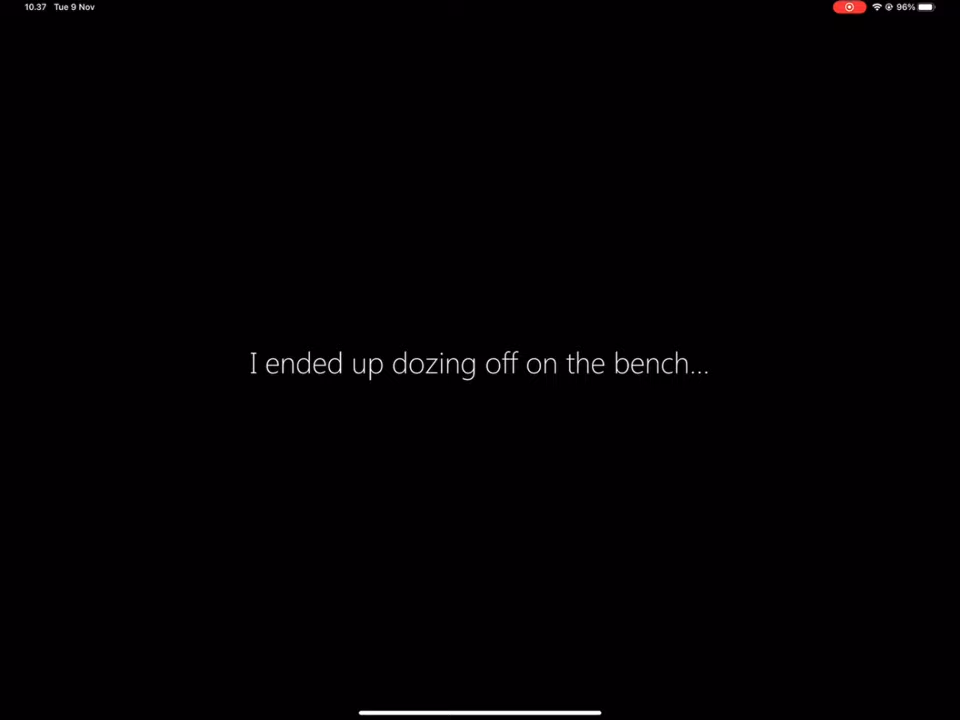 10.37 Tue 9 Nov 96%
I ended up dozing off on the bench...